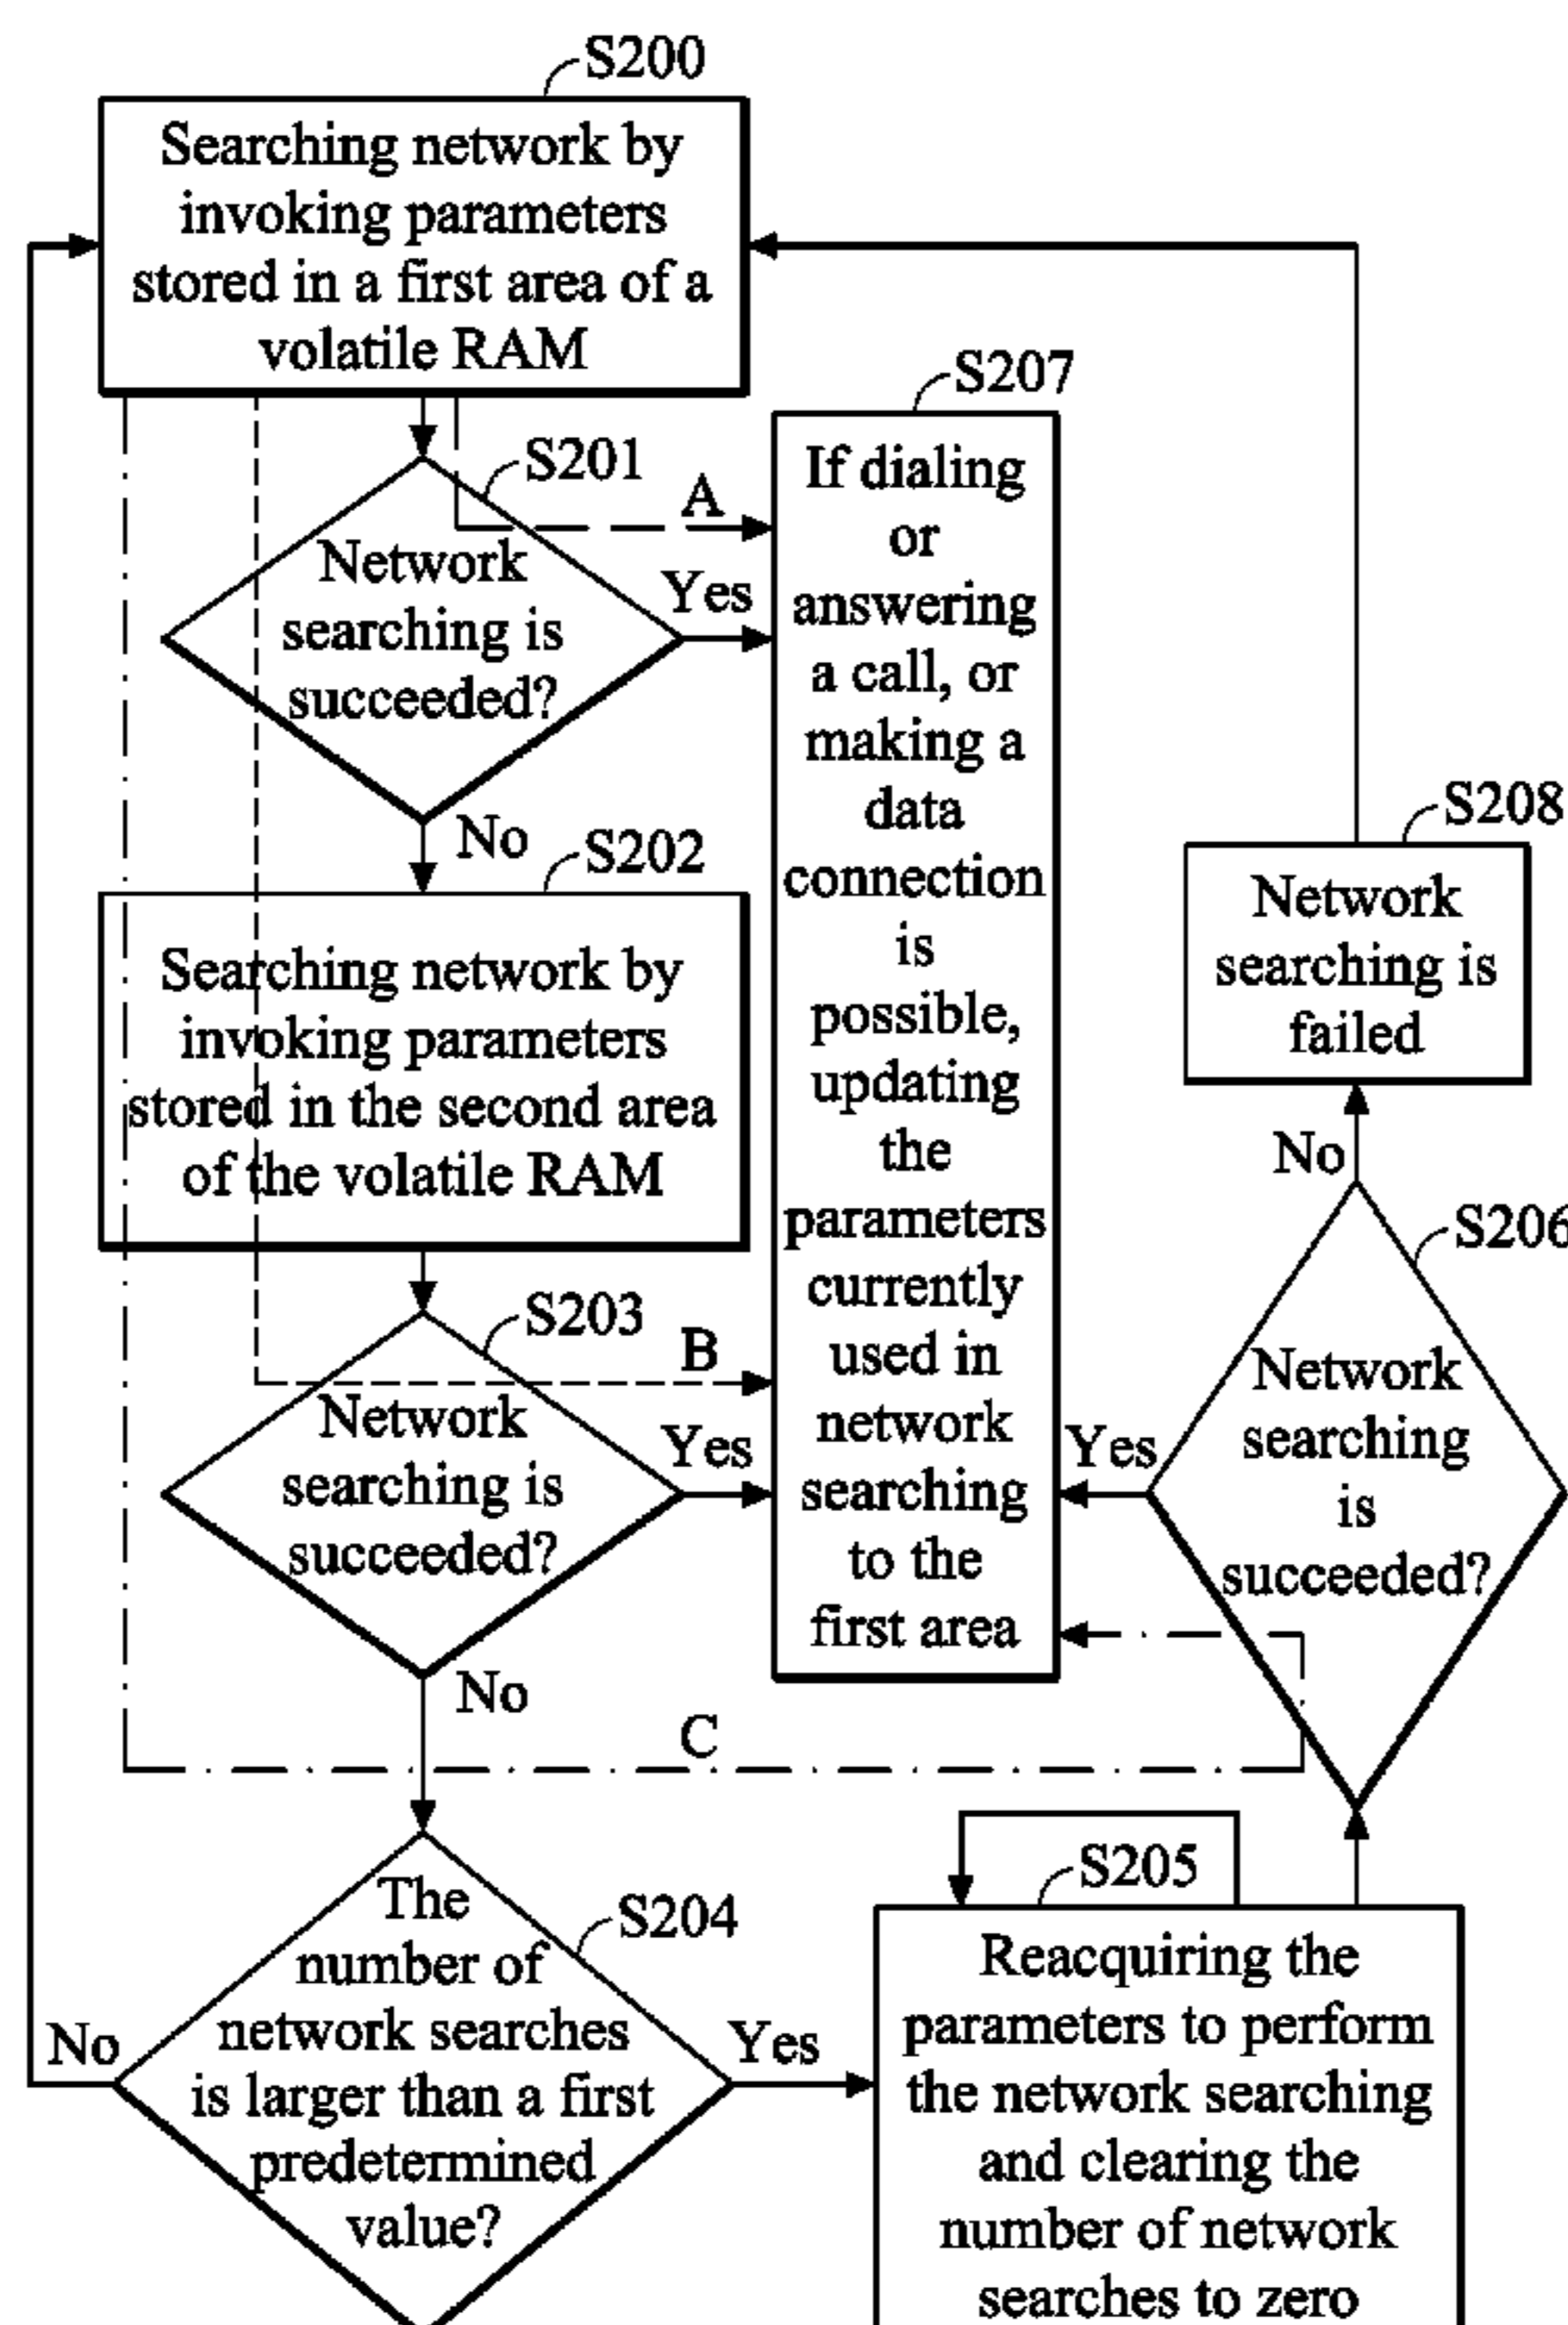 S200
Searching network by
invoking parameters
stored in a first area of a
volatile RAM
S201
Network
searching is
succeeded?
A
Yes
No
S202
Searching network by
invoking parameters
stored in the second area
of the volatile RAM
S203
Network
searching is
succeeded?
B
Yes
No
C
S204
The
number of
network searches
is larger than a first
predetermined
value?
No
Yes
S205
Reacquiring the
parameters to perform
the network searching
and clearing the
number of network
searches to zero
S206
Network
searching
is
succeeded?
Yes
No
S207
If dialing
or
answering
a call, or
making a
data
connection
is
possible,
updating
the
parameters
currently
used in
network
searching
to the
first area
S208
Network
searching is
failed